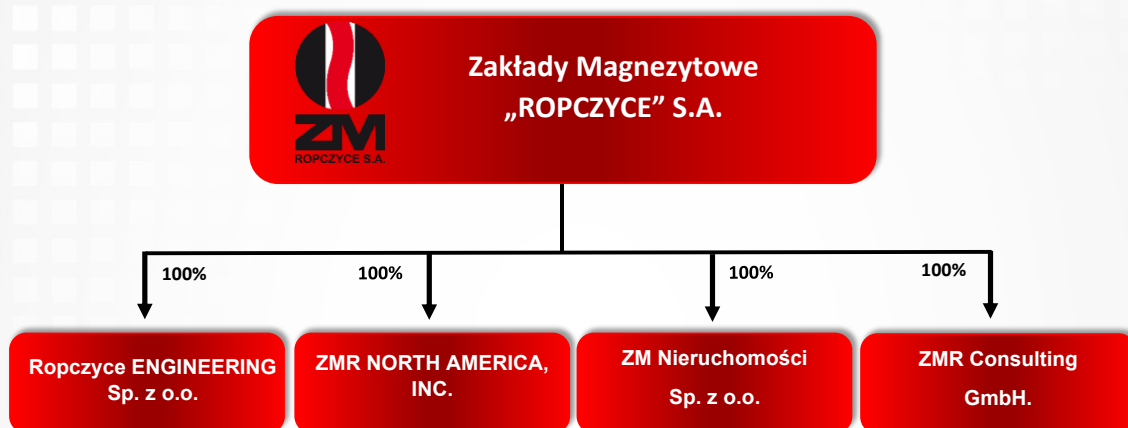 Zakłady Magnezytowe
„ROPCZYCE” S.A.
ZM
ROPCZYCE S.A.
100%
100%
100%
100%
Ropczyce ENGINEERING
Sp. z o.o.
ZMR NORTH AMERICA,
INC.
ZM Nieruchomości
Sp. z o.o.
ZMR Consulting
GmbH.